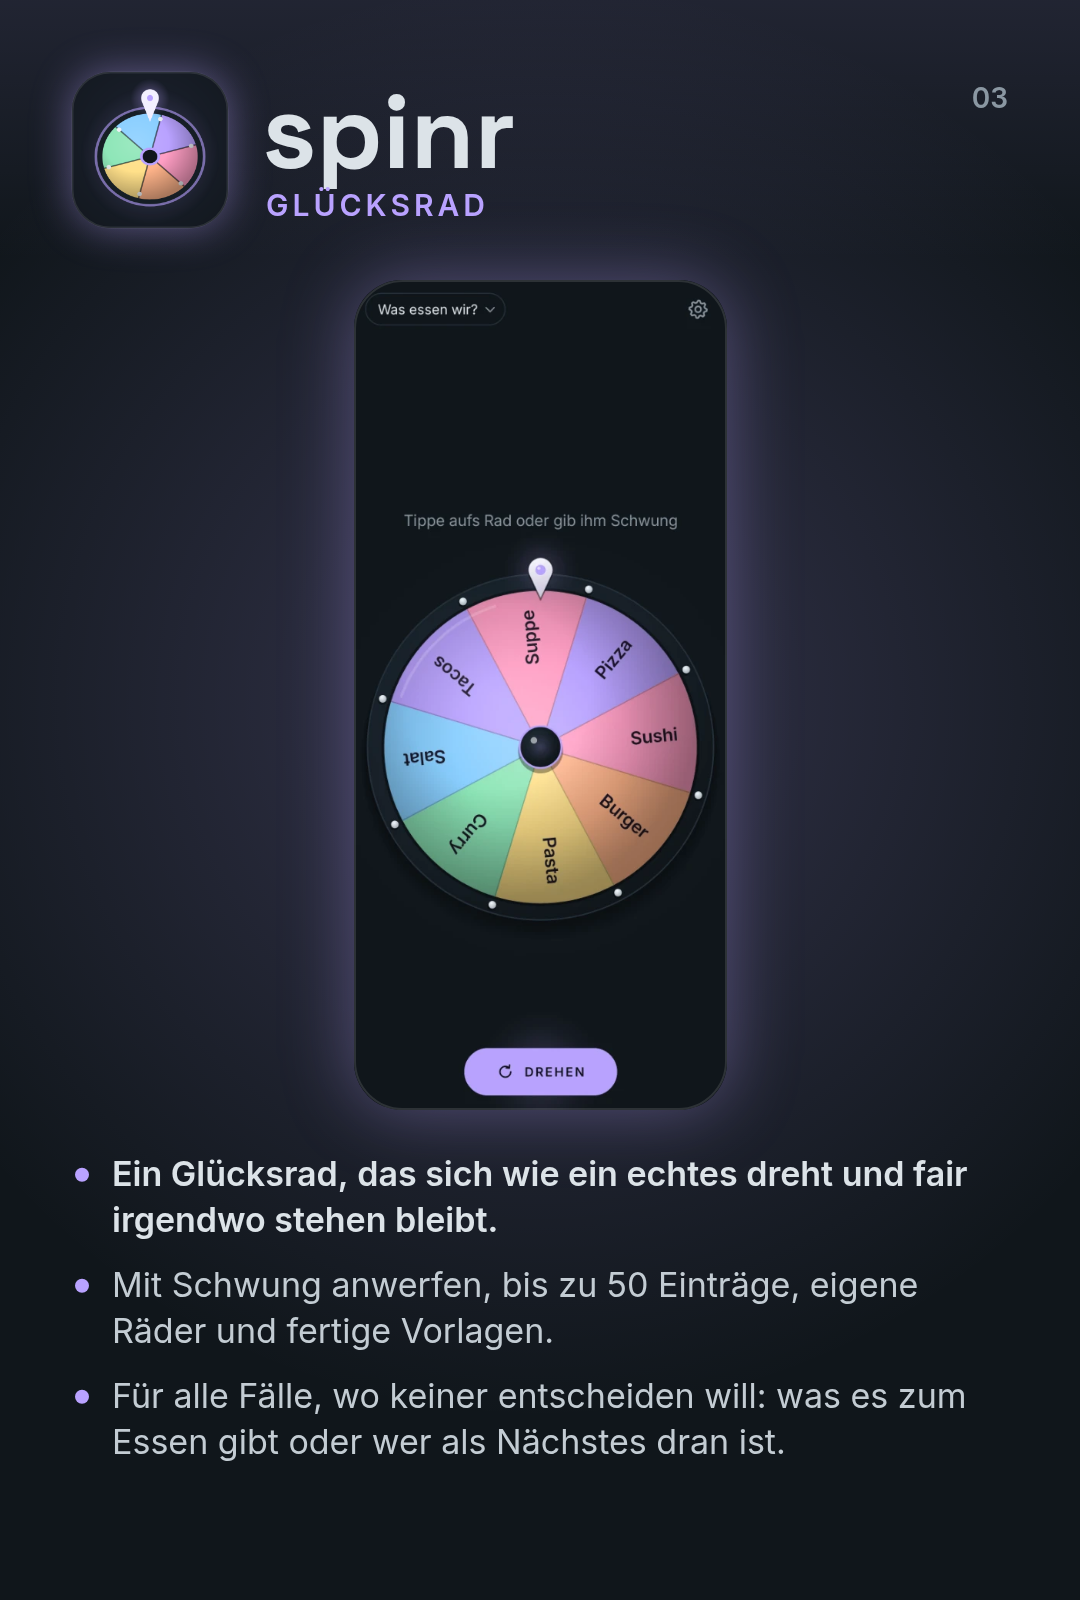 spinr
03
GLÜCKSRAD
Was essen wir?
Tippe aufs Rad oder gib ihm Schwung
Suppe
Pizza
Sushi
Burger
Pasta
Curry
Salat
Tacos
DREHEN
Ein Glücksrad, das sich wie ein echtes dreht und fair
irgendwo stehen bleibt.
Mit Schwung anwerfen, bis zu 50 Einträge, eigene
Räder und fertige Vorlagen.
Für alle Fälle, wo keiner entscheiden will: was es zum
Essen gibt oder wer als Nächstes dran ist.